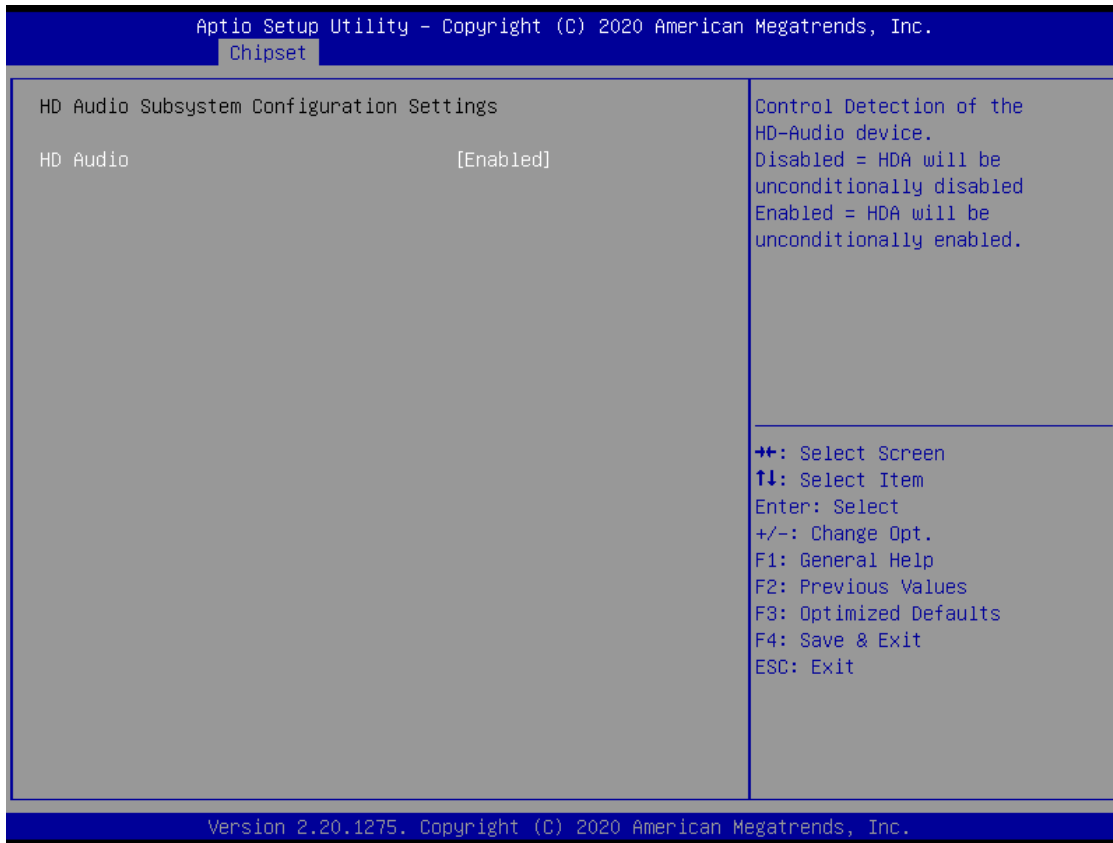 Aptio Setup Utility – Copyright (C) 2020 American Megatrends, Inc.
Chipset
HD Audio Subsystem Configuration Settings
HD Audio [Enabled]
Control Detection of the
HD-Audio device.
Disabled = HDA will be
unconditionally disabled
Enabled = HDA will be
unconditionally enabled.
→←: Select Screen
↑↓: Select Item
Enter: Select
+/-: Change Opt.
F1: General Help
F2: Previous Values
F3: Optimized Defaults
F4: Save & Exit
ESC: Exit
Version 2.20.1275. Copyright (C) 2020 American Megatrends, Inc.